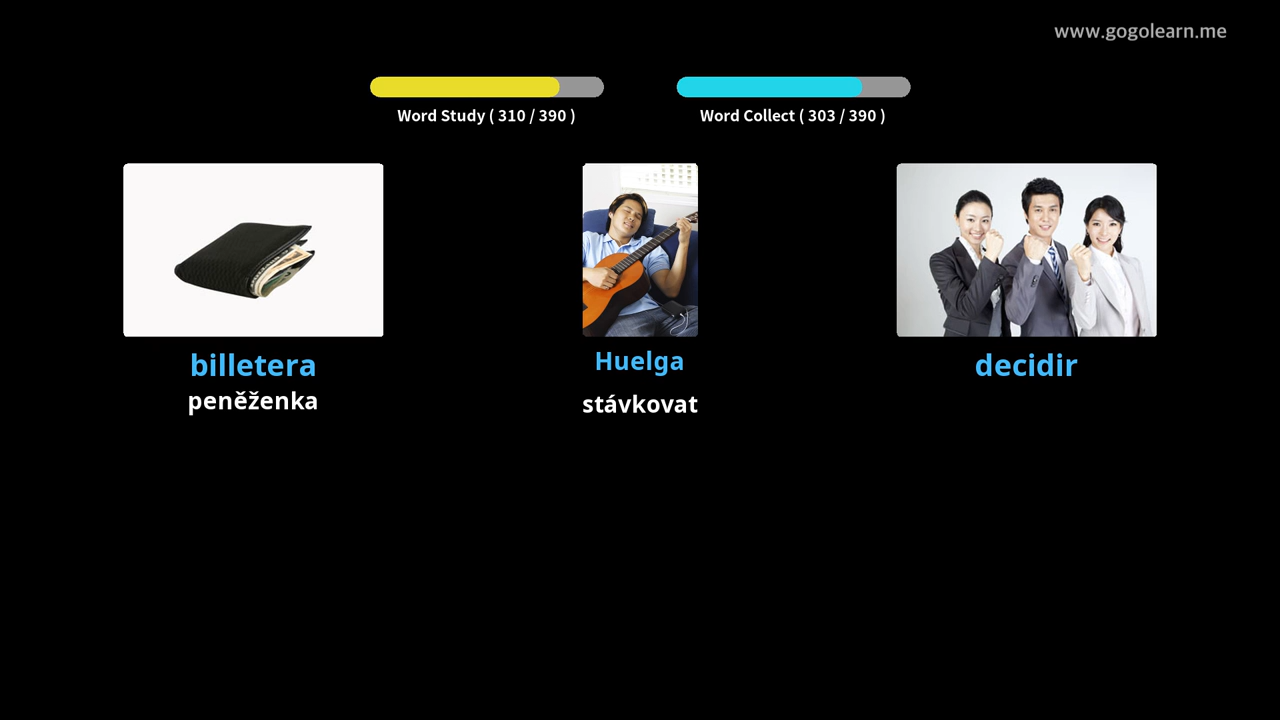 www.gogolearn.me
Word Study ( 310 / 390 )
Word Collect ( 303 / 390 )
billetera
peněženka
Huelga
stávkovat
decidir